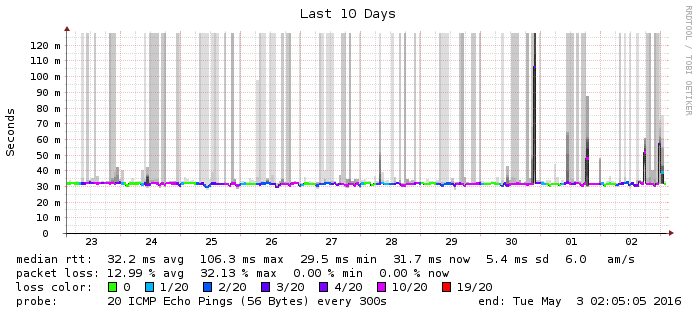 Last 10 Days
RRDTOOL / TOBI OETIKER
Seconds
120 m
110 m
100 m
90 m
80 m
70 m
60 m
50 m
40 m
30 m
20 m
10 m
0
23 24 25 26 27 28 29 30 01 02
median rtt: 32.2 ms avg 106.3 ms max 29.5 ms min 31.7 ms now 5.4 ms sd 6.0 am/s
packet loss: 12.99 % avg 32.13 % max 0.00 % min 0.00 % now
loss color: 0 1/20 2/20 3/20 4/20 10/20 19/20
probe: 20 ICMP Echo Pings (56 Bytes) every 300s end: Tue May 3 02:05:05 2016